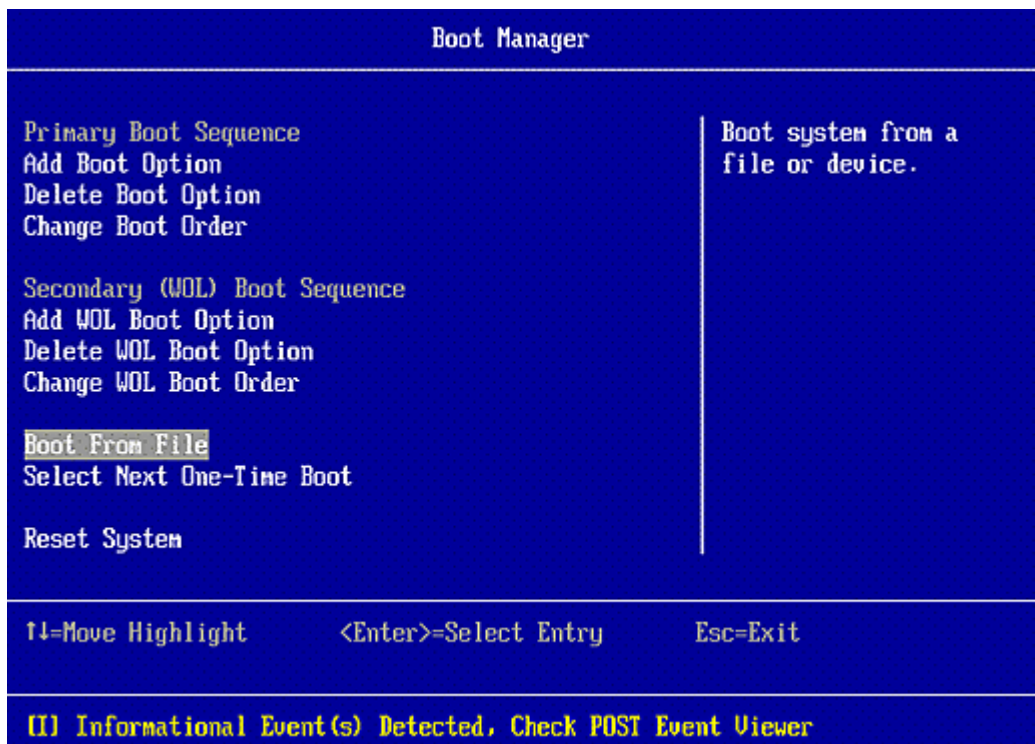 Boot Manager
Primary Boot Sequence
Add Boot Option
Delete Boot Option
Change Boot Order
Secondary (WOL) Boot Sequence
Add WOL Boot Option
Delete WOL Boot Option
Change WOL Boot Order
Boot From File
Select Next One-Time Boot
Reset System
Boot system from a
file or device.
↑↓=Move Highlight <Enter>=Select Entry Esc=Exit
[I] Informational Event(s) Detected, Check POST Event Viewer